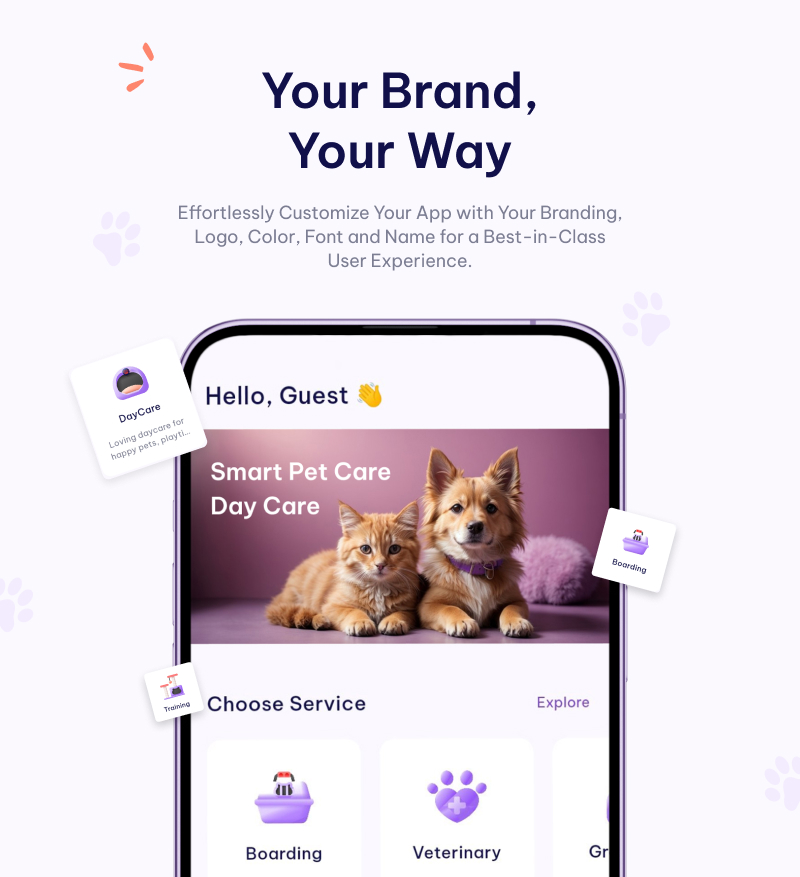 Your Brand,
Your Way
Effortlessly Customize Your App with Your Branding,
Logo, Color, Font and Name for a Best-in-Class
User Experience.
DayCare
Loving daycare for
happy pets, playti...
Hello, Guest 👋
Smart Pet Care
Day Care
Boarding
Training
Choose Service
Explore
Boarding
Veterinary
Gr